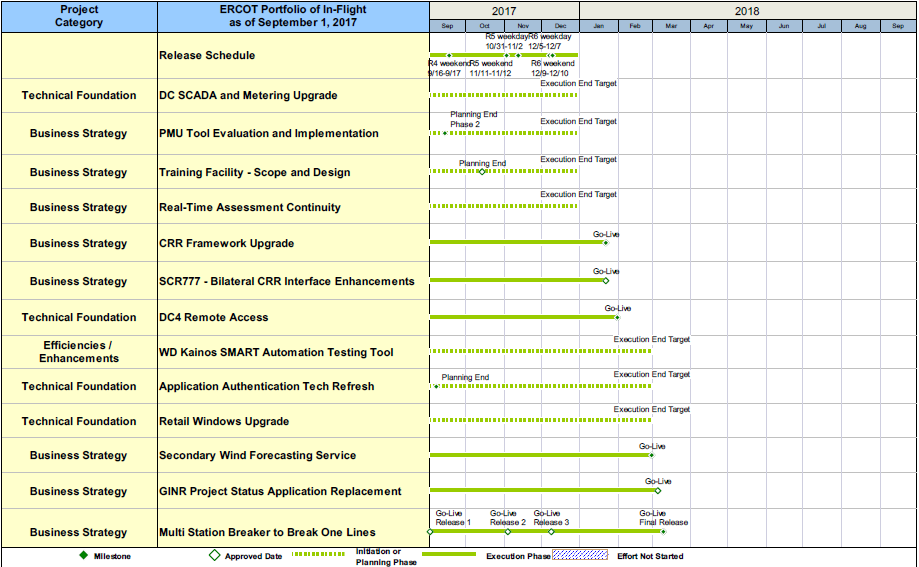 Project
Category
ERCOT Portfolio of In-Flight
as of September 1, 2017
2017
2018
Sep Oct Nov Dec Jan Feb Mar Apr May Jun Jul Aug Sep
Release Schedule
R5 weekday R6 weekday
10/31-11/2 12/5-12/7
R4 weekend R5 weekend R6 weekend
9/16-9/17 11/11-11/12 12/9-12/10
Technical Foundation
DC SCADA and Metering Upgrade
Execution End Target
Business Strategy
PMU Tool Evaluation and Implementation
Planning End
Phase 2
Execution End Target
Business Strategy
Training Facility - Scope and Design
Planning End
Execution End Target
Business Strategy
Real-Time Assessment Continuity
Execution End Target
Business Strategy
CRR Framework Upgrade
Go-Live
Business Strategy
SCR777 - Bilateral CRR Interface Enhancements
Go-Live
Technical Foundation
DC4 Remote Access
Go-Live
Efficiencies /
Enhancements
WD Kainos SMART Automation Testing Tool
Execution End Target
Technical Foundation
Application Authentication Tech Refresh
Planning End
Execution End Target
Technical Foundation
Retail Windows Upgrade
Execution End Target
Business Strategy
Secondary Wind Forecasting Service
Go-Live
Business Strategy
GINR Project Status Application Replacement
Go-Live
Business Strategy
Multi Station Breaker to Break One Lines
Go-Live Go-Live Go-Live Go-Live
Release 1 Release 2 Release 3 Final Release
Milestone
Approved Date
Initiation or
Planning Phase
Execution Phase
Effort Not Started